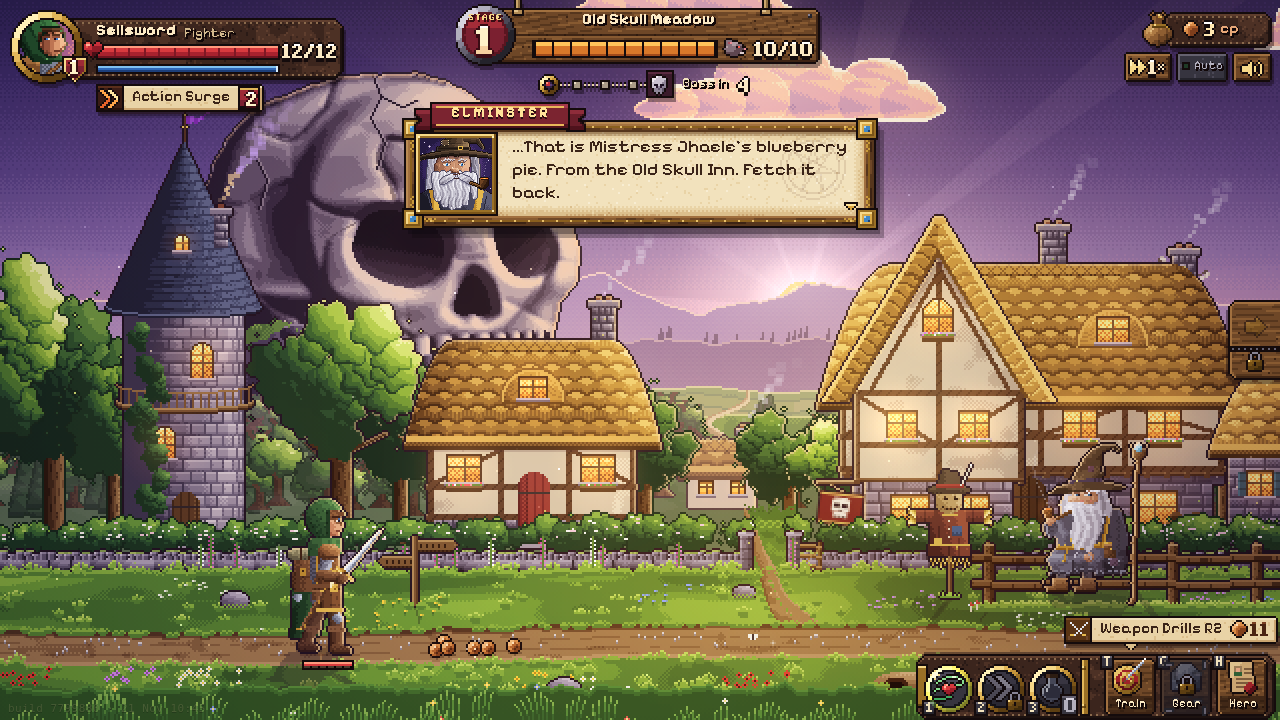 Sellsword Fighter
12/12
1
Action Surge 2
STAGE
1
Old Skull Meadow
10/10
Boss in 4
3 cp
1x
Auto
ELMINSTER
…That is Mistress Jhaele's blueberry
pie. From the Old Skull Inn. Fetch it
back.
Weapon Drills R2 11
1
2
3
0
T
Train
Gear
H
Hero